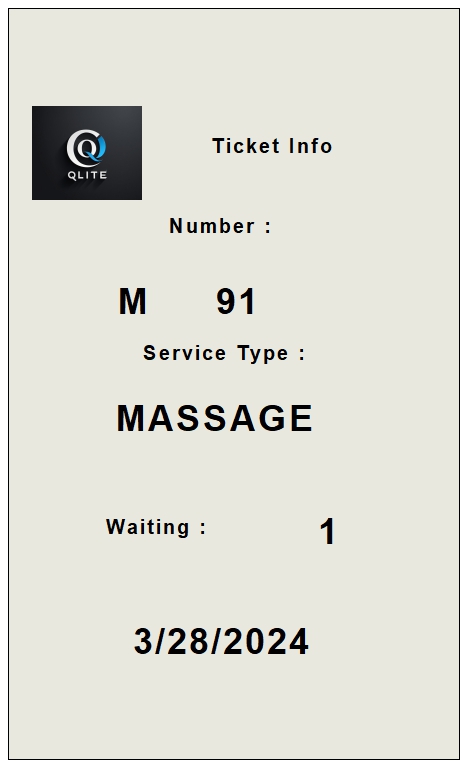 QLITE
Ticket Info
Number :
M 91
Service Type :
MASSAGE
Waiting : 1
3/28/2024